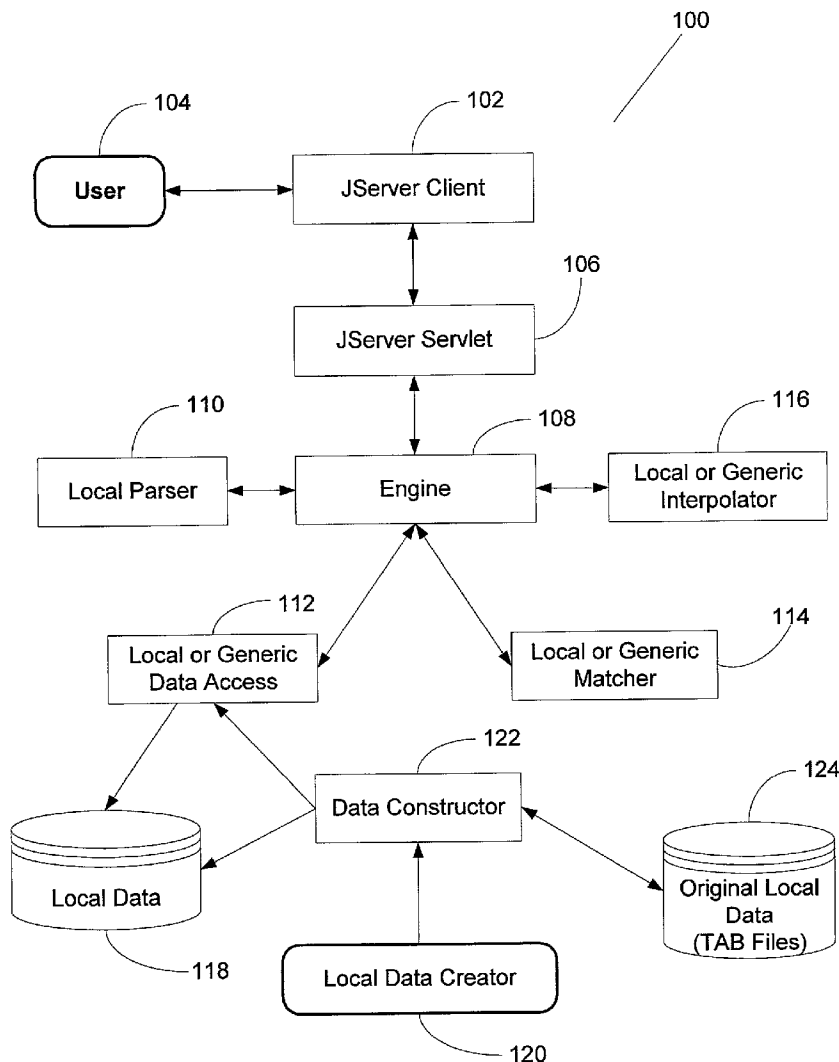 100
104
102
User
JServer Client
106
JServer Servlet
110
108
116
Local Parser
Engine
Local or Generic
Interpolator
112
114
Local or Generic
Data Access
Local or Generic
Matcher
122
124
Data Constructor
Local Data
Original Local
Data
(TAB Files)
118
Local Data Creator
120